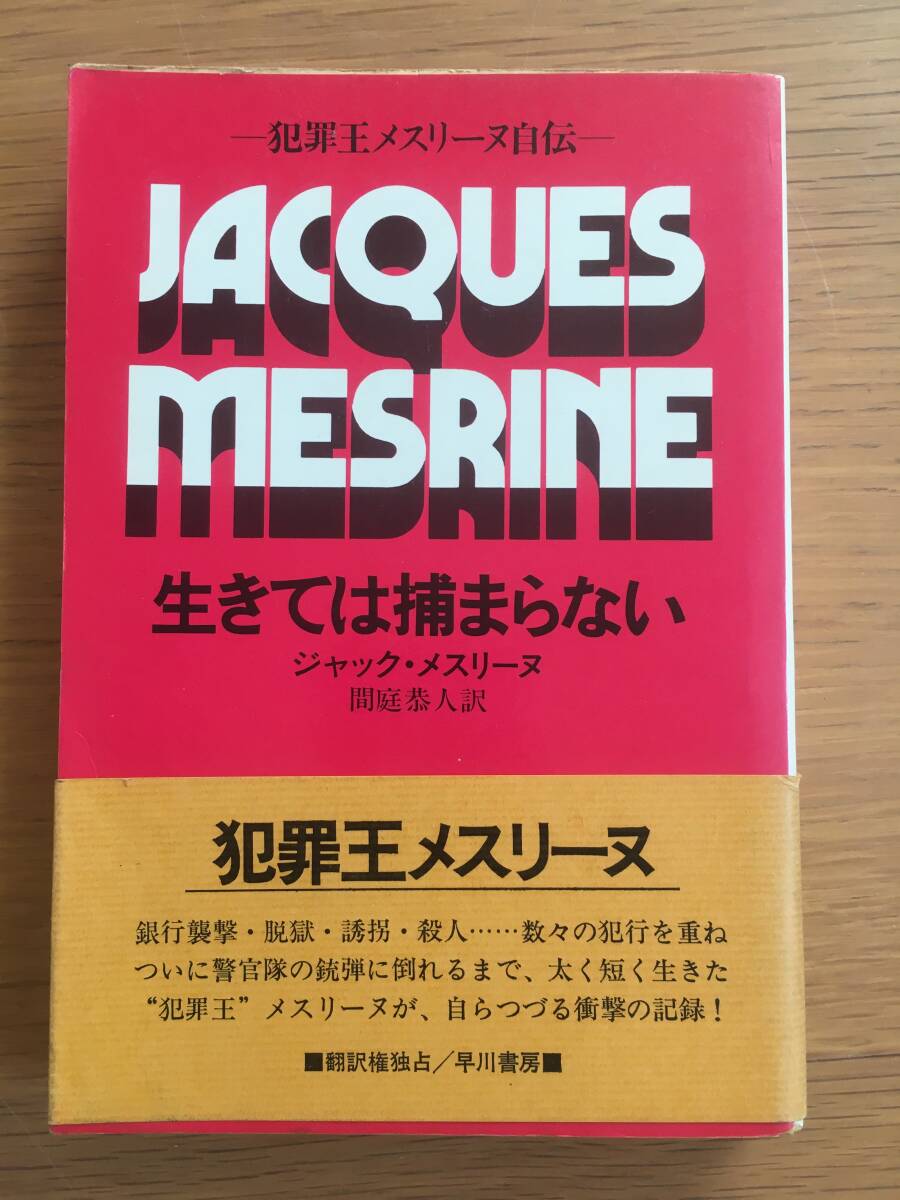 ―犯罪王メスリーヌ自伝―
JACQUES
MESRINE
生きては捕まらない
ジャック・メスリーヌ
間庭恭人訳
犯罪王メスリーヌ
銀行襲撃・脱獄・誘拐・殺人……数々の犯行を重ね
ついに警官隊の銃弾に倒れるまで、太く短く生きた
“犯罪王”メスリーヌが、自らつづる衝撃の記録！
■翻訳権独占／早川書房■